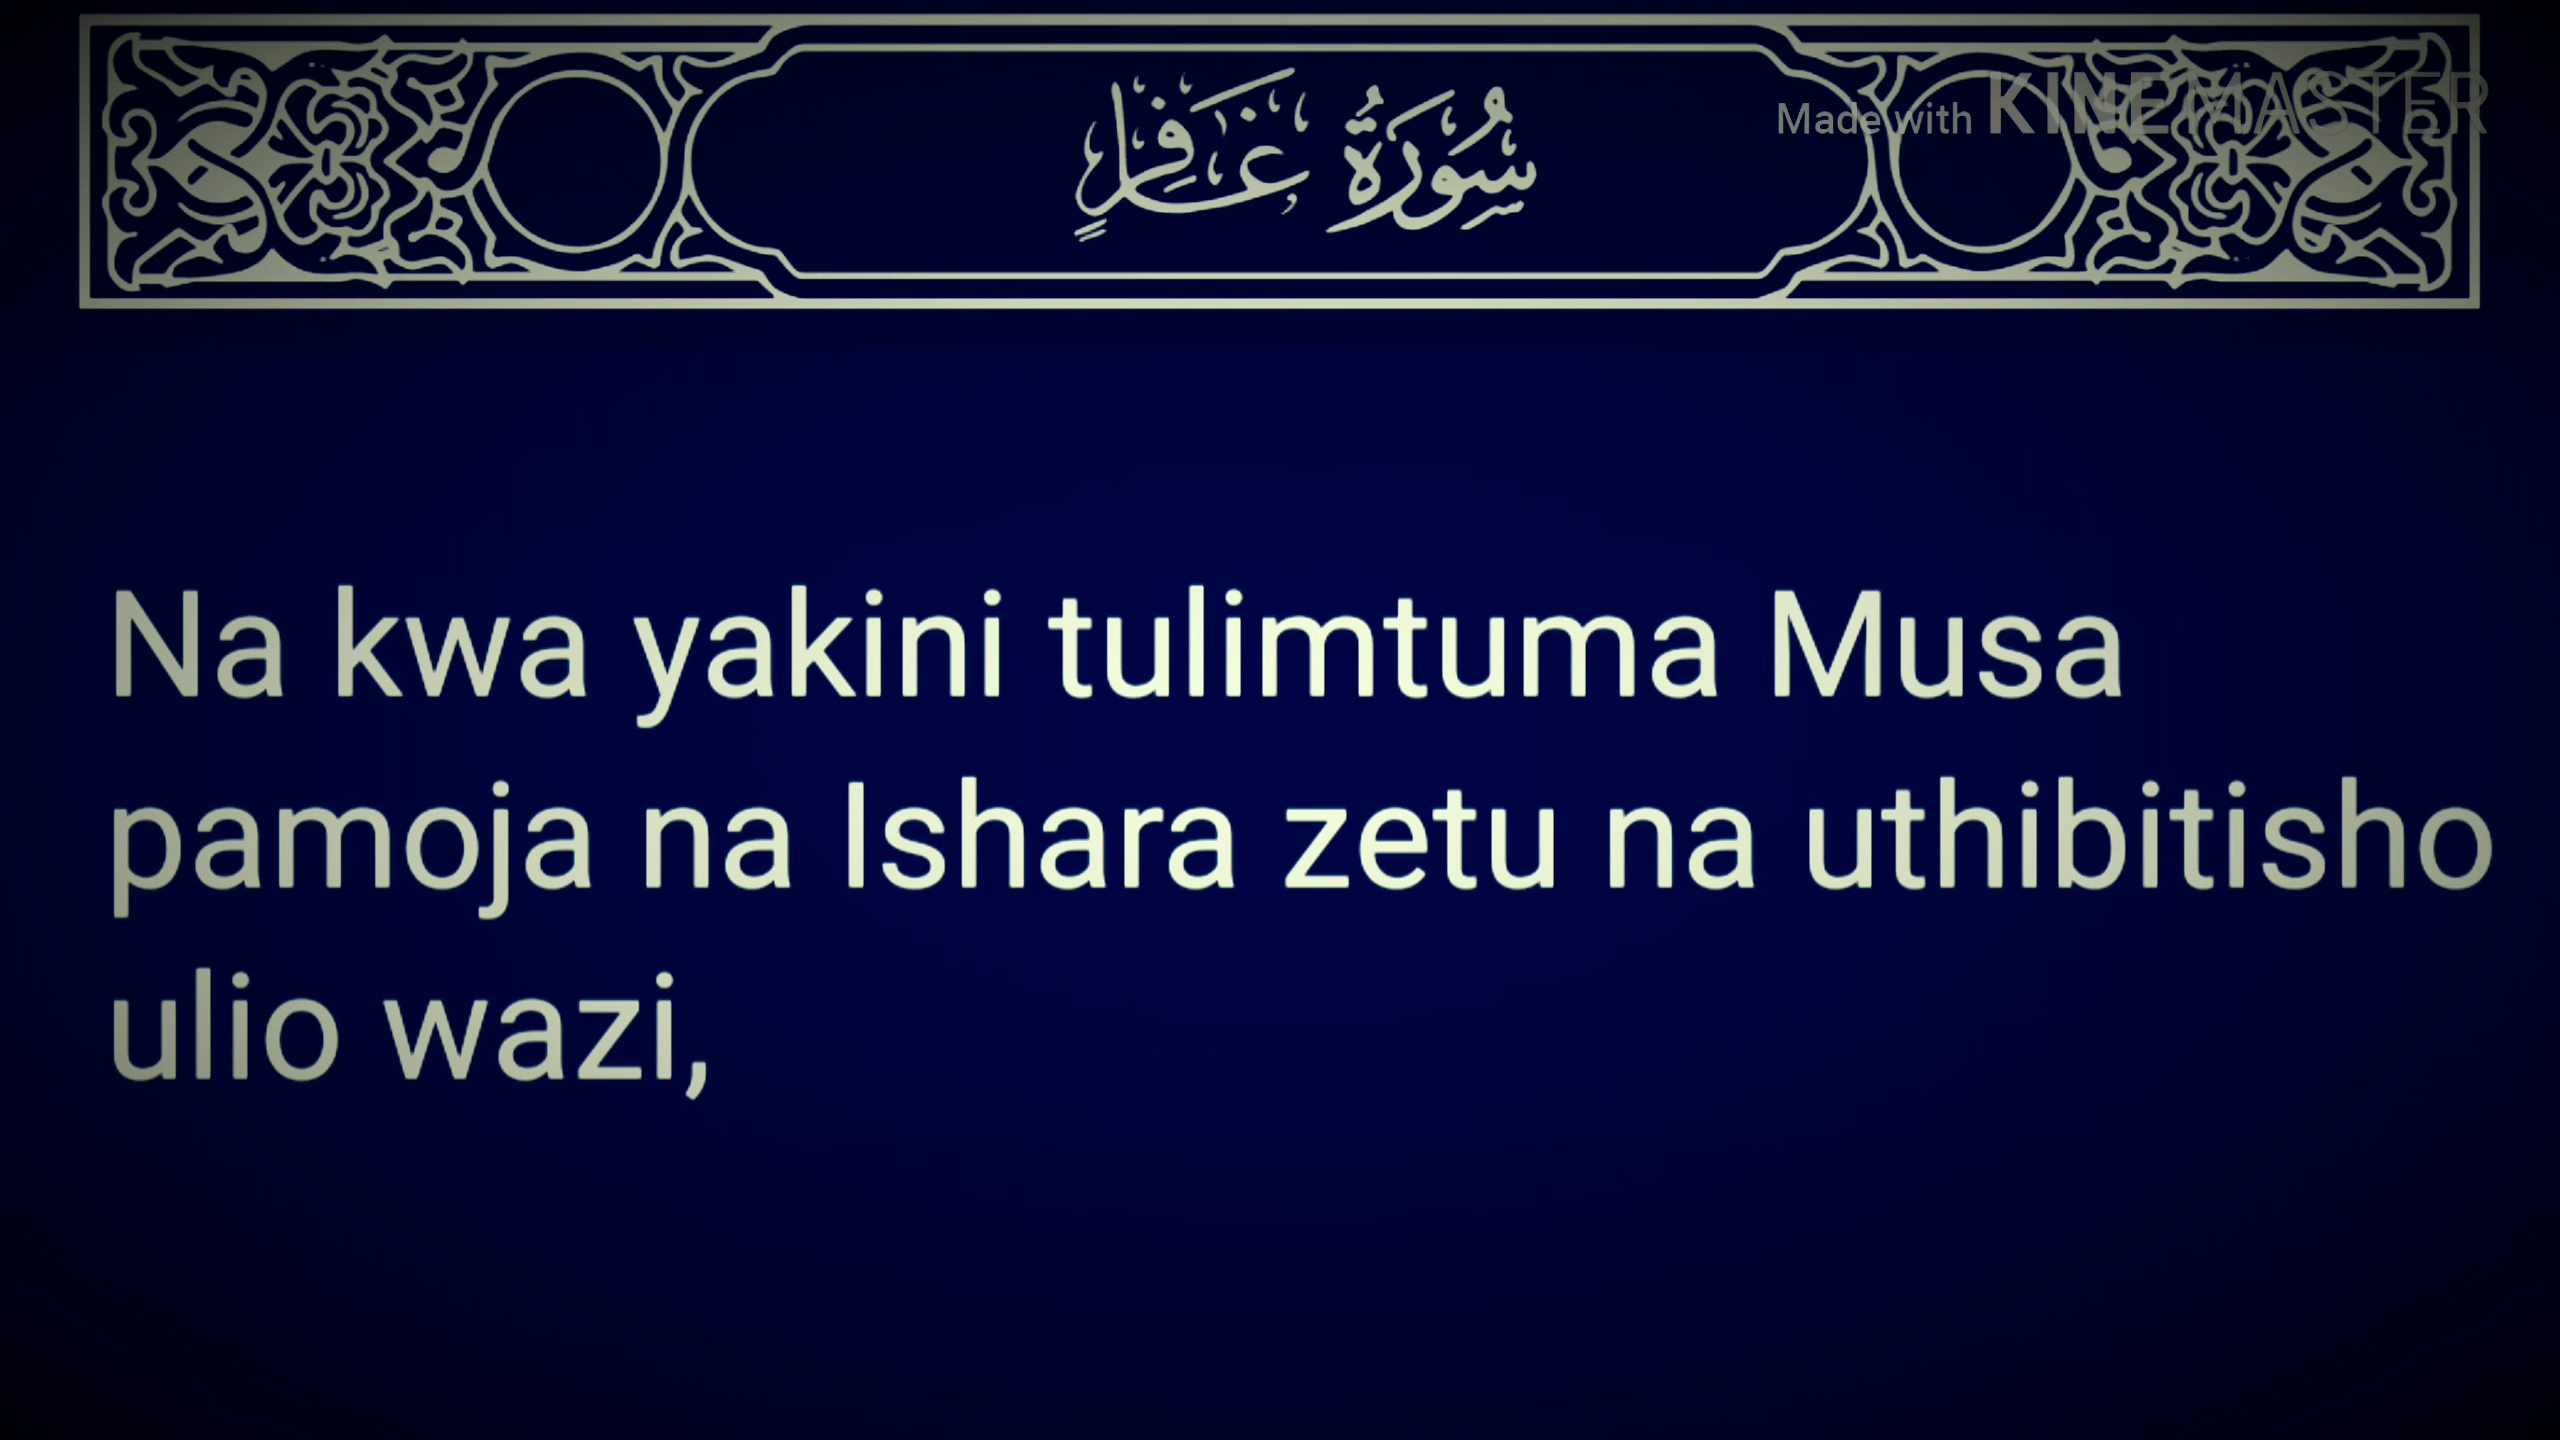 سُورَةُ غَافِرٍ
Made with KINEMASTER
Na kwa yakini tulimtuma Musa
pamoja na Ishara zetu na uthibitisho
ulio wazi,